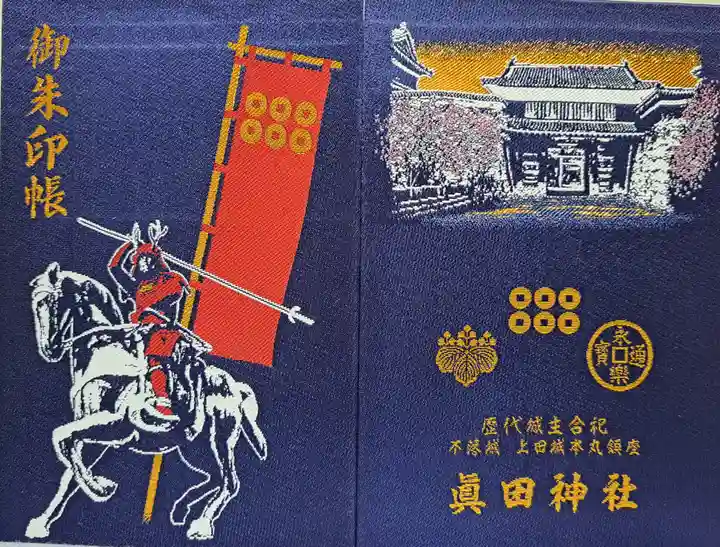 御朱印帳
永樂通寳
歴代城主合祀
不落城 上田城本丸鎮座
眞田神社